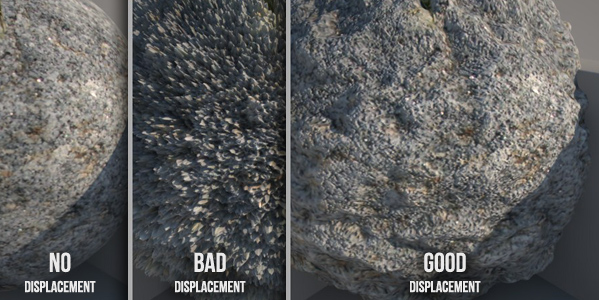 NO
DISPLACEMENT
BAD
DISPLACEMENT
GOOD
DISPLACEMENT